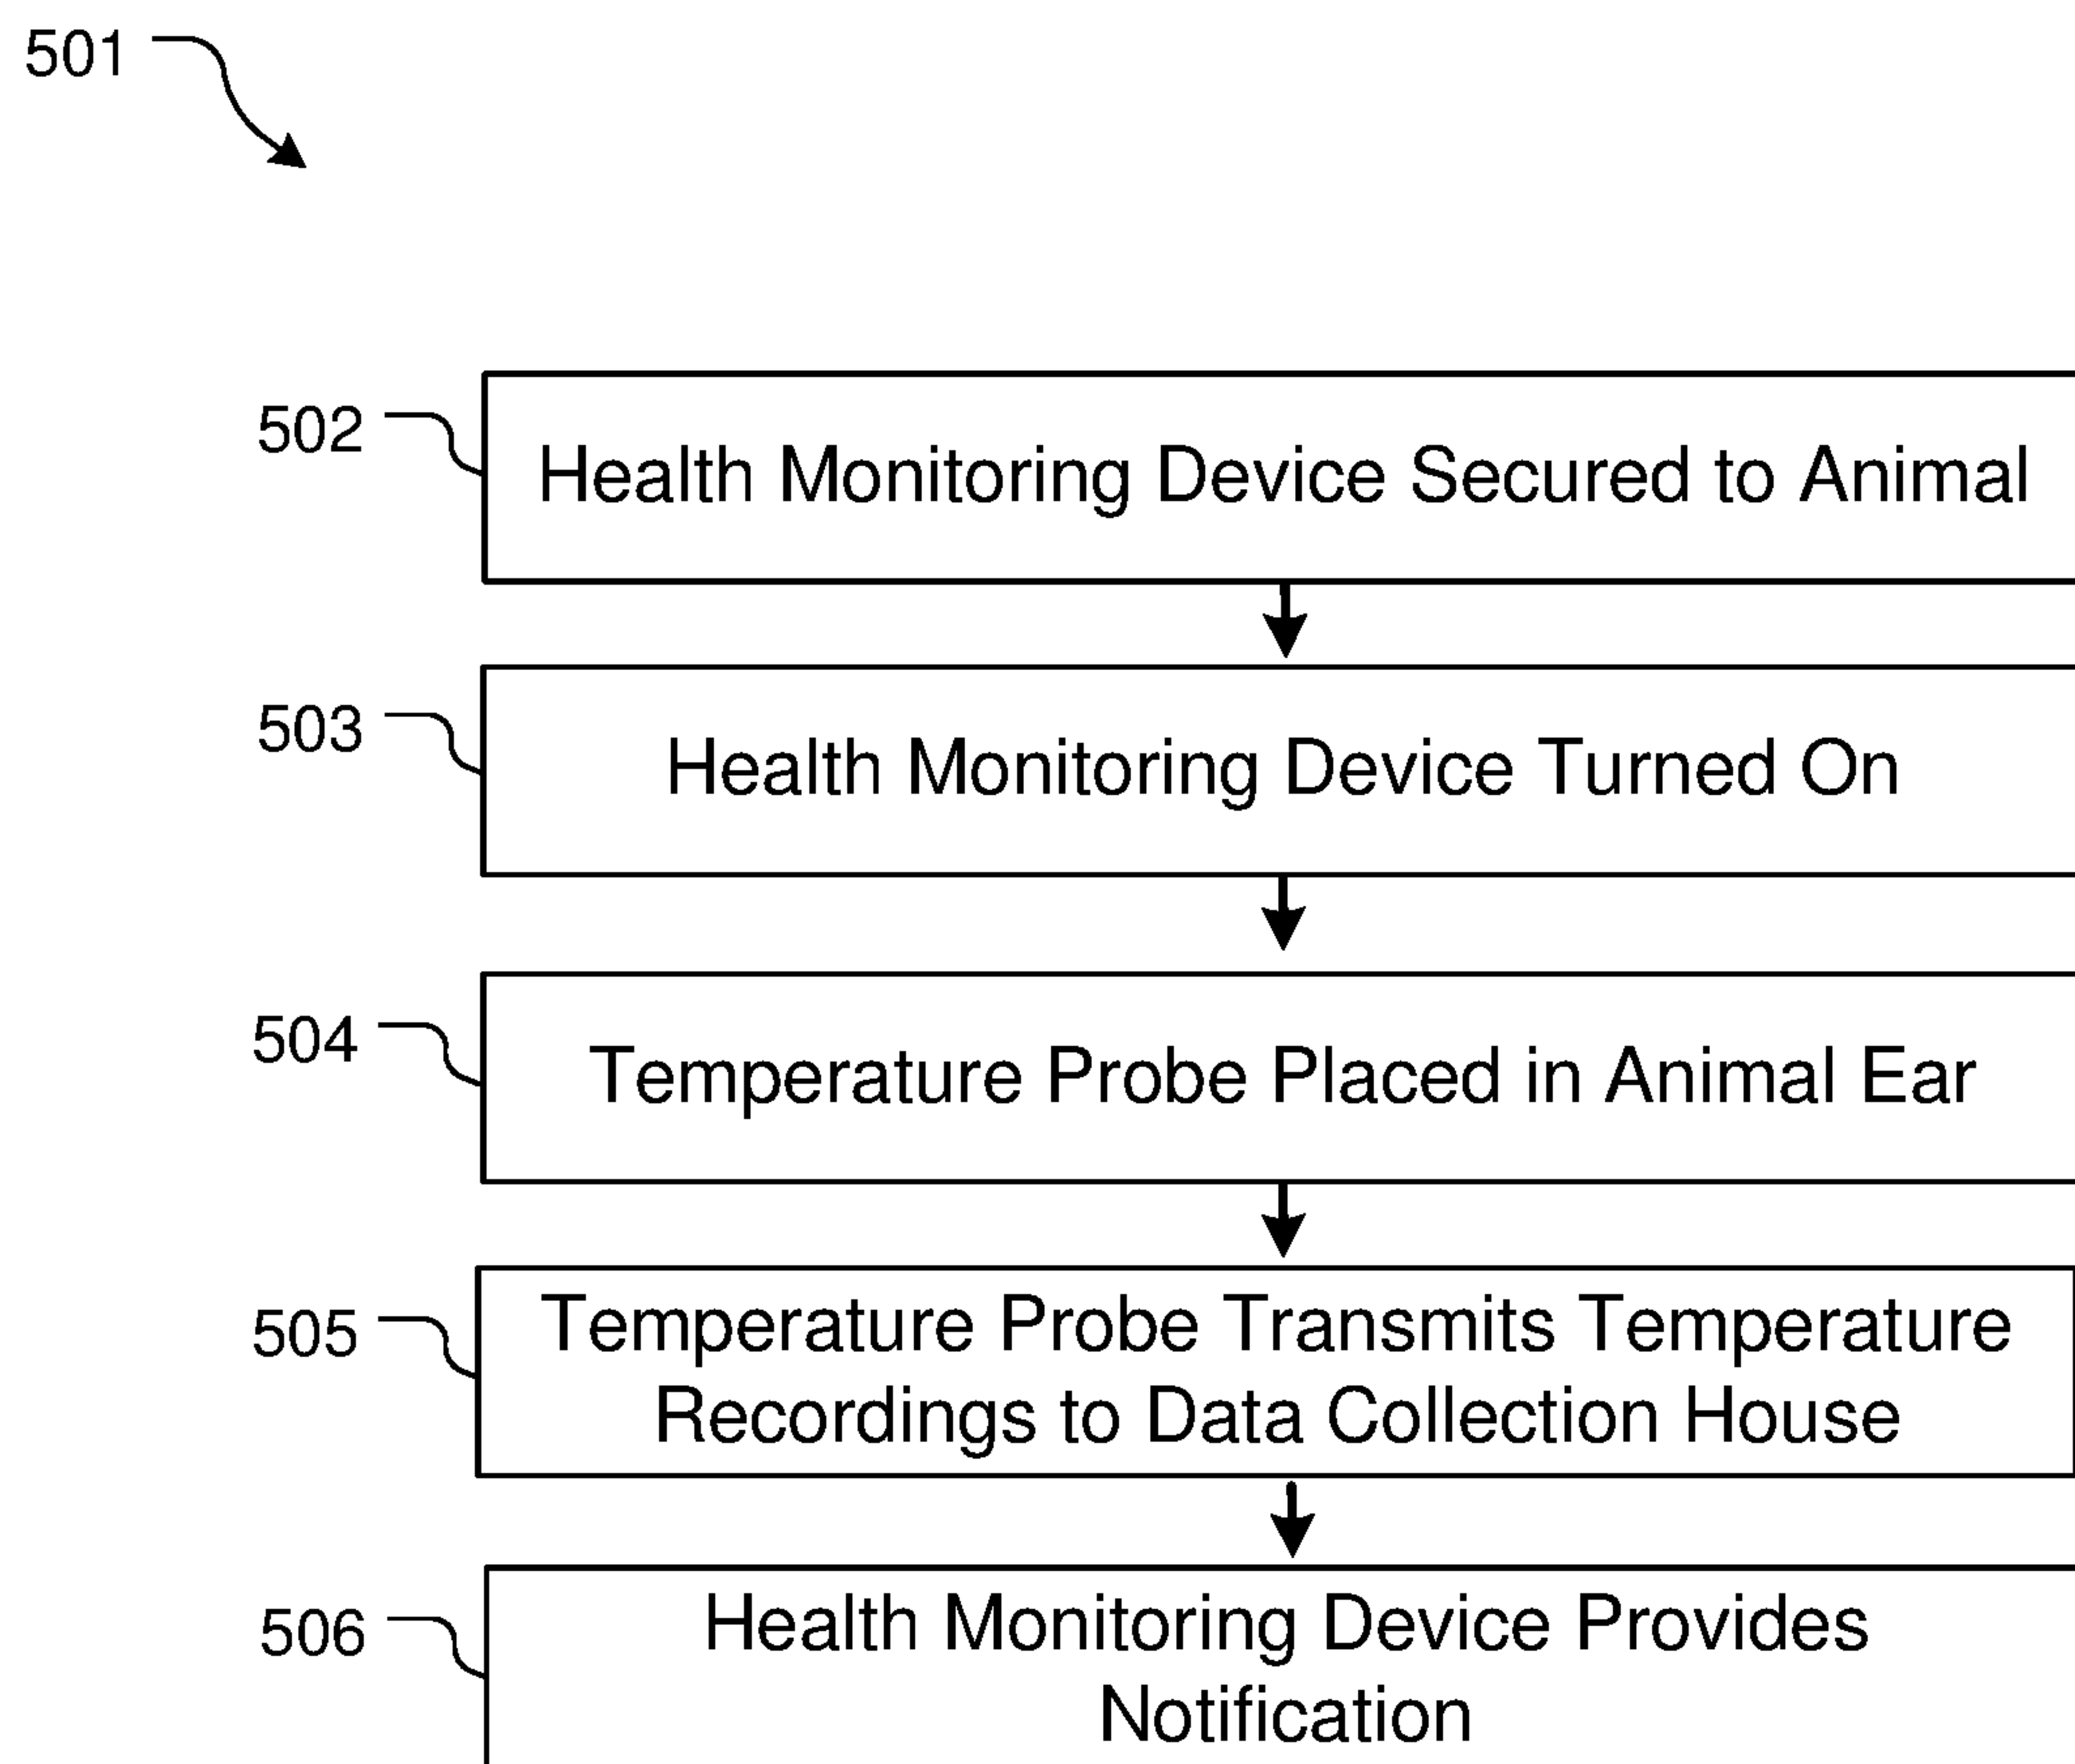 501
502
Health Monitoring Device Secured to Animal
503
Health Monitoring Device Turned On
504
Temperature Probe Placed in Animal Ear
505
Temperature Probe Transmits Temperature
Recordings to Data Collection House
506
Health Monitoring Device Provides
Notification